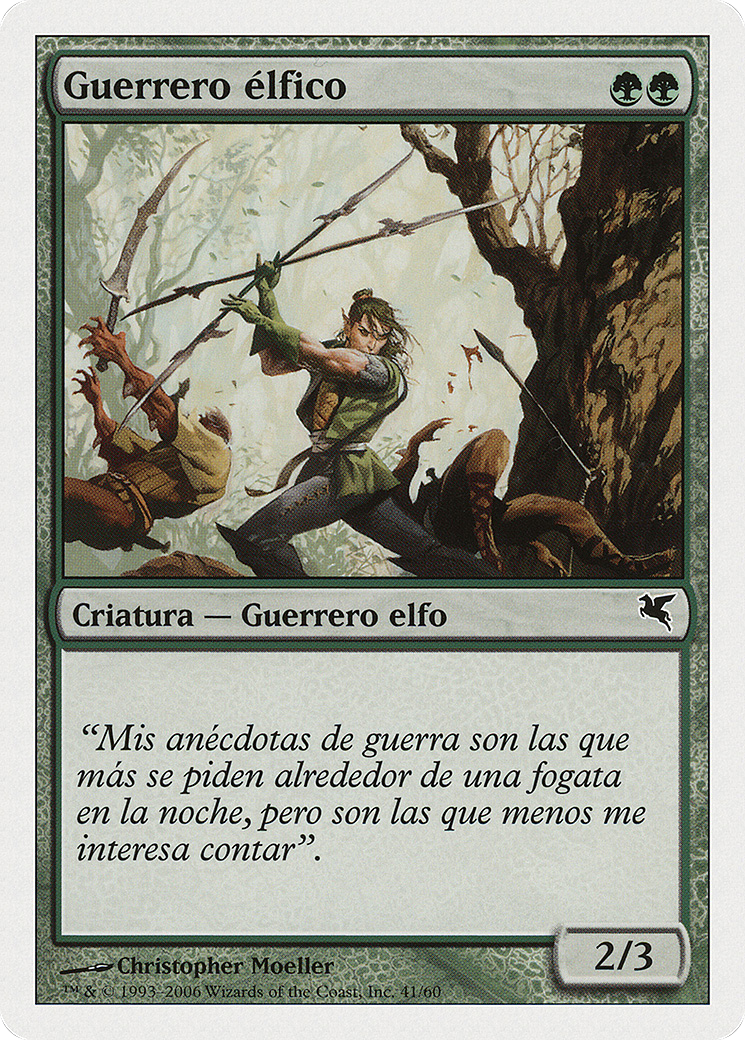 Guerrero élfico
Criatura — Guerrero elfo
“Mis anécdotas de guerra son las que
más se piden alrededor de una fogata
en la noche, pero son las que menos me
interesa contar”.
2/3
Christopher Moeller
™ & © 1993–2006 Wizards of the Coast, Inc. 41/60